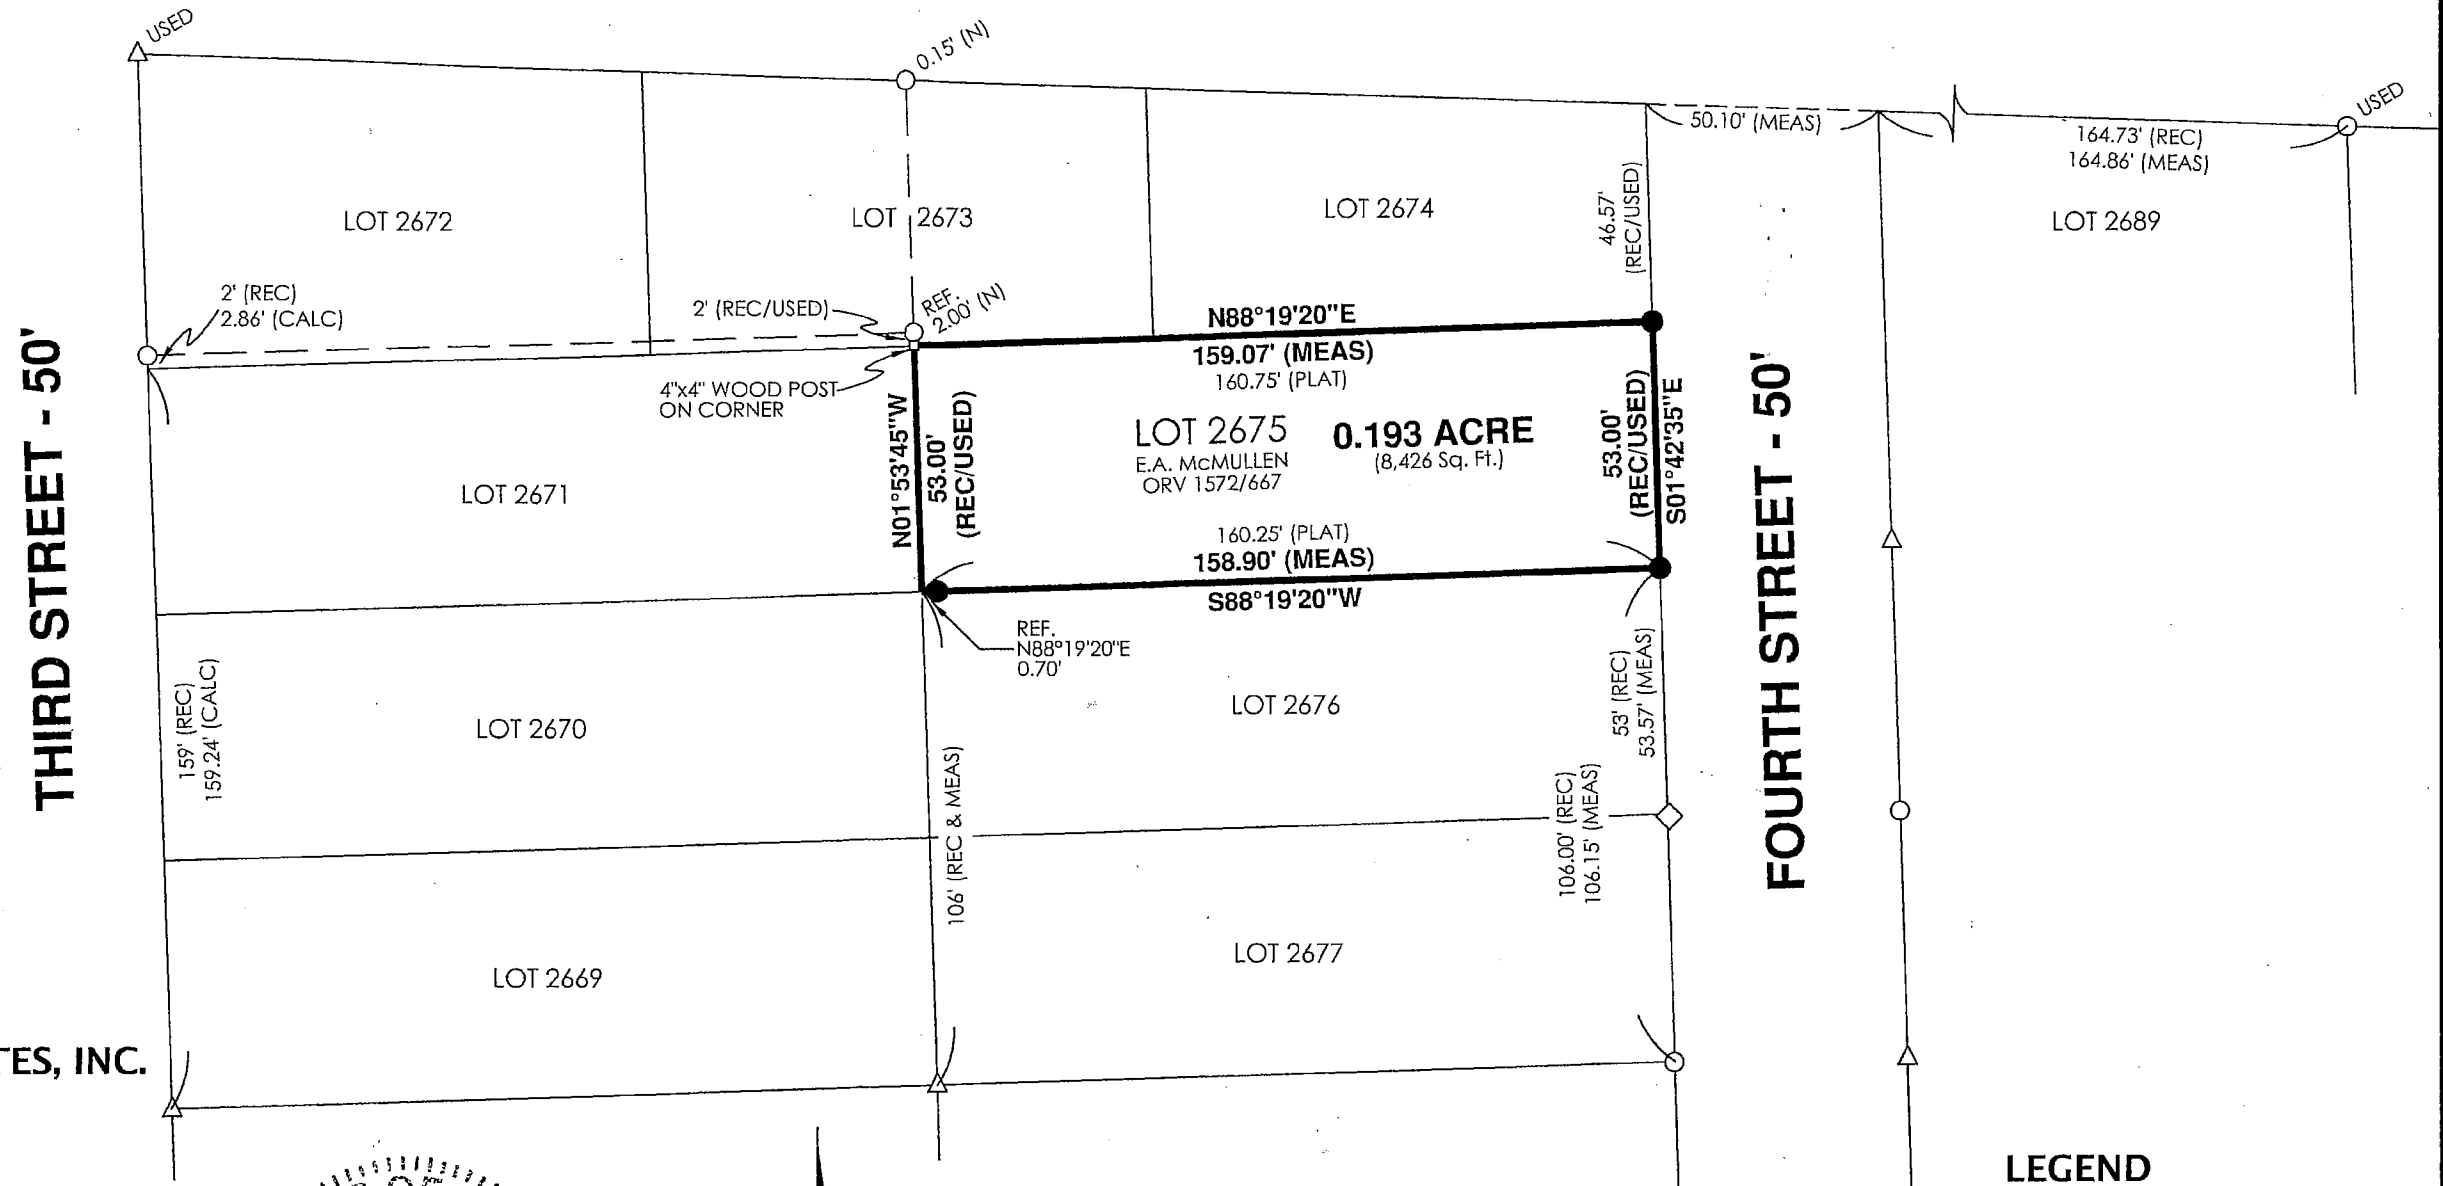 USED
0.15' (N)
50.10' (MEAS)
USED
164.73' (REC)
164.86' (MEAS)
LOT 2672
LOT 2673
LOT 2674
46.57'
(REC/USED)
LOT 2689
2' (REC)
2.86' (CALC)
2' (REC/USED)
REF.
2.00' (N)
N88°19'20"E
159.07' (MEAS)
160.75' (PLAT)
4"x4" WOOD POST
ON CORNER
THIRD STREET - 50'
LOT 2671
N01°53'45"W
53.00'
(REC/USED)
LOT 2675
E.A. McMULLEN
ORV 1572/667
0.193 ACRE
(8,426 Sq. Ft.)
53.00'
(REC/USED)
S01°42'35"E
FOURTH STREET - 50'
160.25' (PLAT)
158.90' (MEAS)
S88°19'20"W
REF.
N88°19'20"E
0.70'
159' (REC)
159.24' (CALC)
LOT 2670
LOT 2676
53' (REC)
53.57' (MEAS)
106' (REC & MEAS)
106.00' (REC)
106.15' (MEAS)
LOT 2669
LOT 2677
TES, INC.
LEGEND